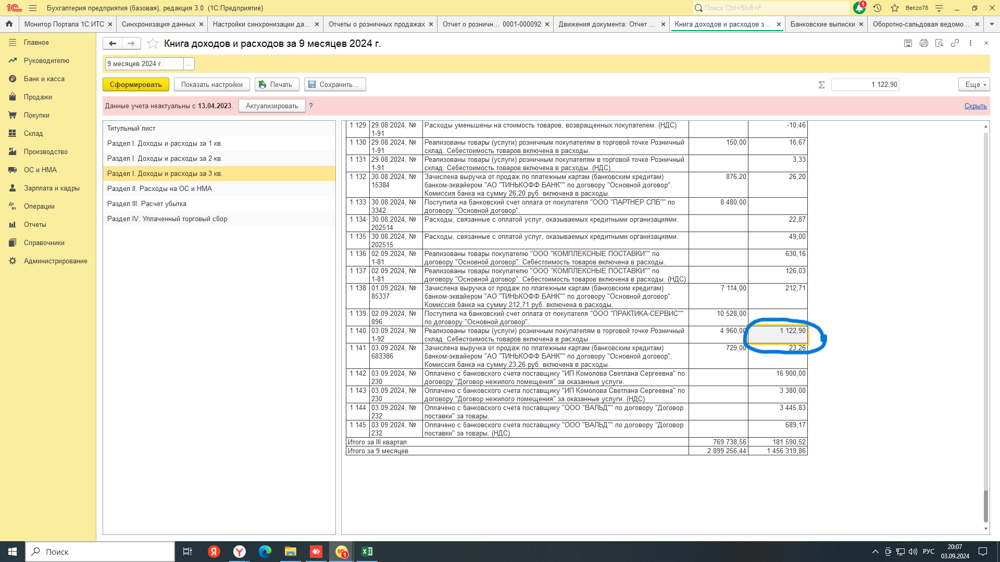 Бухгалтерия предприятия (базовая), редакция 3.0 (1С:Предприятие)
Поиск Ctrl+Shift+F
1
Benzo78
Монитор Портала 1С:ИТС
Синхронизация данных
Настройки синхронизации да...
Отчеты о розничных продажах
Отчет о розничн... 0001-000092
Движения документа: Отчет ...
Книга доходов и расходов з...
Банковские выписки
Оборотно-сальдовая ведомо...
Главное
Руководителю
Банк и касса
Продажи
Покупки
Склад
Производство
ОС и НМА
Зарплата и кадры
Операции
Отчеты
Справочники
Администрирование
Книга доходов и расходов за 9 месяцев 2024 г.
9 месяцев 2024 г. ...
Сформировать Показать настройки Печать Сохранить... Σ 1 122,90 Еще
Данные учета неактуальны с 13.04.2023. Актуализировать ? Скрыть
Титульный лист
Раздел I. Доходы и расходы за 1 кв.
Раздел I. Доходы и расходы за 2 кв.
Раздел I. Доходы и расходы за 3 кв.
Раздел II. Расходы на ОС и НМА
Раздел III. Расчет убытка
Раздел IV. Уплаченный торговый сбор
1 129 29.08.2024, № Расходы уменьшены на стоимость товаров, возвращенных покупателем. (НДС) -10,46
1-91
1 130 29.08.2024, № Реализованы товары (услуги) розничным покупателям в торговой точке Розничный 150,00 16,67
1-91 склад. Себестоимость товаров включена в расходы.
1 131 29.08.2024, № Реализованы товары (услуги) розничным покупателям в торговой точке Розничный 3,33
1-91 склад. Себестоимость товаров включена в расходы. (НДС)
1 132 30.08.2024, № Зачислена выручка от продаж по платежным картам (банковским кредитам) 876,20 26,20
15384 банком-эквайером "АО "ТИНЬКОФФ БАНК"" по договору "Основной договор".
Комиссия банка на сумму 26,20 руб. включена в расходы.
1 133 30.08.2024, № Поступила на банковский счет оплата от покупателя "ООО "ПАРТНЕР СПБ"" по 8 480,00
3342 договору "Основной договор".
1 134 30.08.2024, № Расходы, связанные с оплатой услуг, оказываемых кредитными организациями. 22,87
202514
1 135 30.08.2024, № Расходы, связанные с оплатой услуг, оказываемых кредитными организациями. 49,00
202515
1 136 02.09.2024, № Реализованы товары покупателю "ООО "КОМПЛЕКСНЫЕ ПОСТАВКИ"" по 630,16
1-81 договору "Основной договор". Себестоимость товаров включена в расходы.
1 137 02.09.2024, № Реализованы товары покупателю "ООО "КОМПЛЕКСНЫЕ ПОСТАВКИ"" по 126,03
1-81 договору "Основной договор". Себестоимость товаров включена в расходы. (НДС)
1 138 01.09.2024, № Зачислена выручка от продаж по платежным картам (банковским кредитам) 7 114,00 212,71
85337 банком-эквайером "АО "ТИНЬКОФФ БАНК"" по договору "Основной договор".
Комиссия банка на сумму 212,71 руб. включена в расходы.
1 139 02.09.2024, № Поступила на банковский счет оплата от покупателя "ООО "ПРАКТИКА-СЕРВИС"" 10 528,00
896 по договору "Основной договор".
1 140 03.09.2024, № Реализованы товары (услуги) розничным покупателям в торговой точке Розничный 4 960,00 1 122,90
1-92 склад. Себестоимость товаров включена в расходы.
1 141 03.09.2024, № Зачислена выручка от продаж по платежным картам (банковским кредитам) 729,00 23,26
683386 банком-эквайером "АО "ТИНЬКОФФ БАНК"" по договору "Основной договор".
Комиссия банка на сумму 23,26 руб. включена в расходы.
1 142 03.09.2024, № Оплачено с банковского счета поставщику "ИП Комолова Светлана Сергеевна" по 16 900,00
230 договору "Договор нежилого помещения" за оказанные услуги.
1 143 03.09.2024, № Оплачено с банковского счета поставщику "ИП Комолова Светлана Сергеевна" по 3 380,00
230 договору "Договор нежилого помещения" за оказанные услуги. (НДС)
1 144 03.09.2024, № Оплачено с банковского счета поставщику "ООО "ВАЛЬД"" по договору "Договор 3 445,83
232 поставки" за товары.
1 145 03.09.2024, № Оплачено с банковского счета поставщику "ООО "ВАЛЬД"" по договору "Договор 689,17
232 поставки" за товары. (НДС)
Итого за III квартал 769 738,56 181 590,52
Итого за 9 месяцев 2 899 256,44 1 456 319,86
Поиск
1
РУС
20:07
03.09.2024